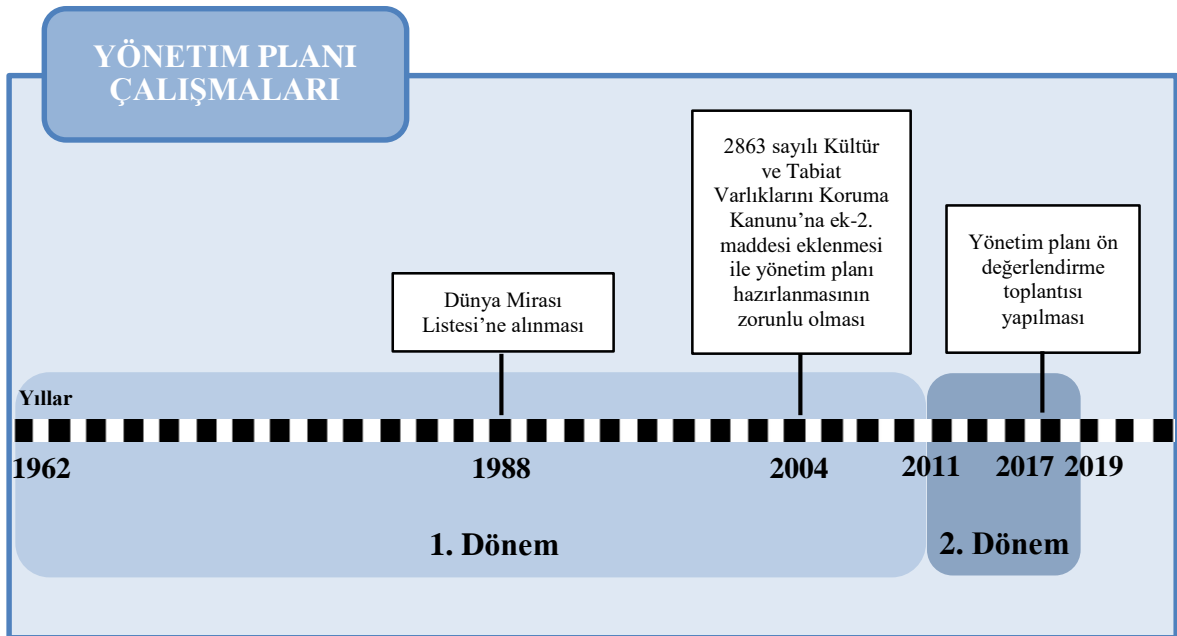 YÖNETIM PLANI
ÇALIŞMALARI
2863 sayılı Kültür
ve Tabiat
Varlıklarını Koruma
Kanunu’na ek-2.
maddesi eklenmesi
ile yönetim planı
hazırlanmasının
zorunlu olması
Yönetim planı ön
değerlendirme
toplantısı
yapılması
Dünya Mirası
Listesi’ne alınması
Yıllar
1962 1988 2004 2011 2017 2019
1. Dönem 2. Dönem